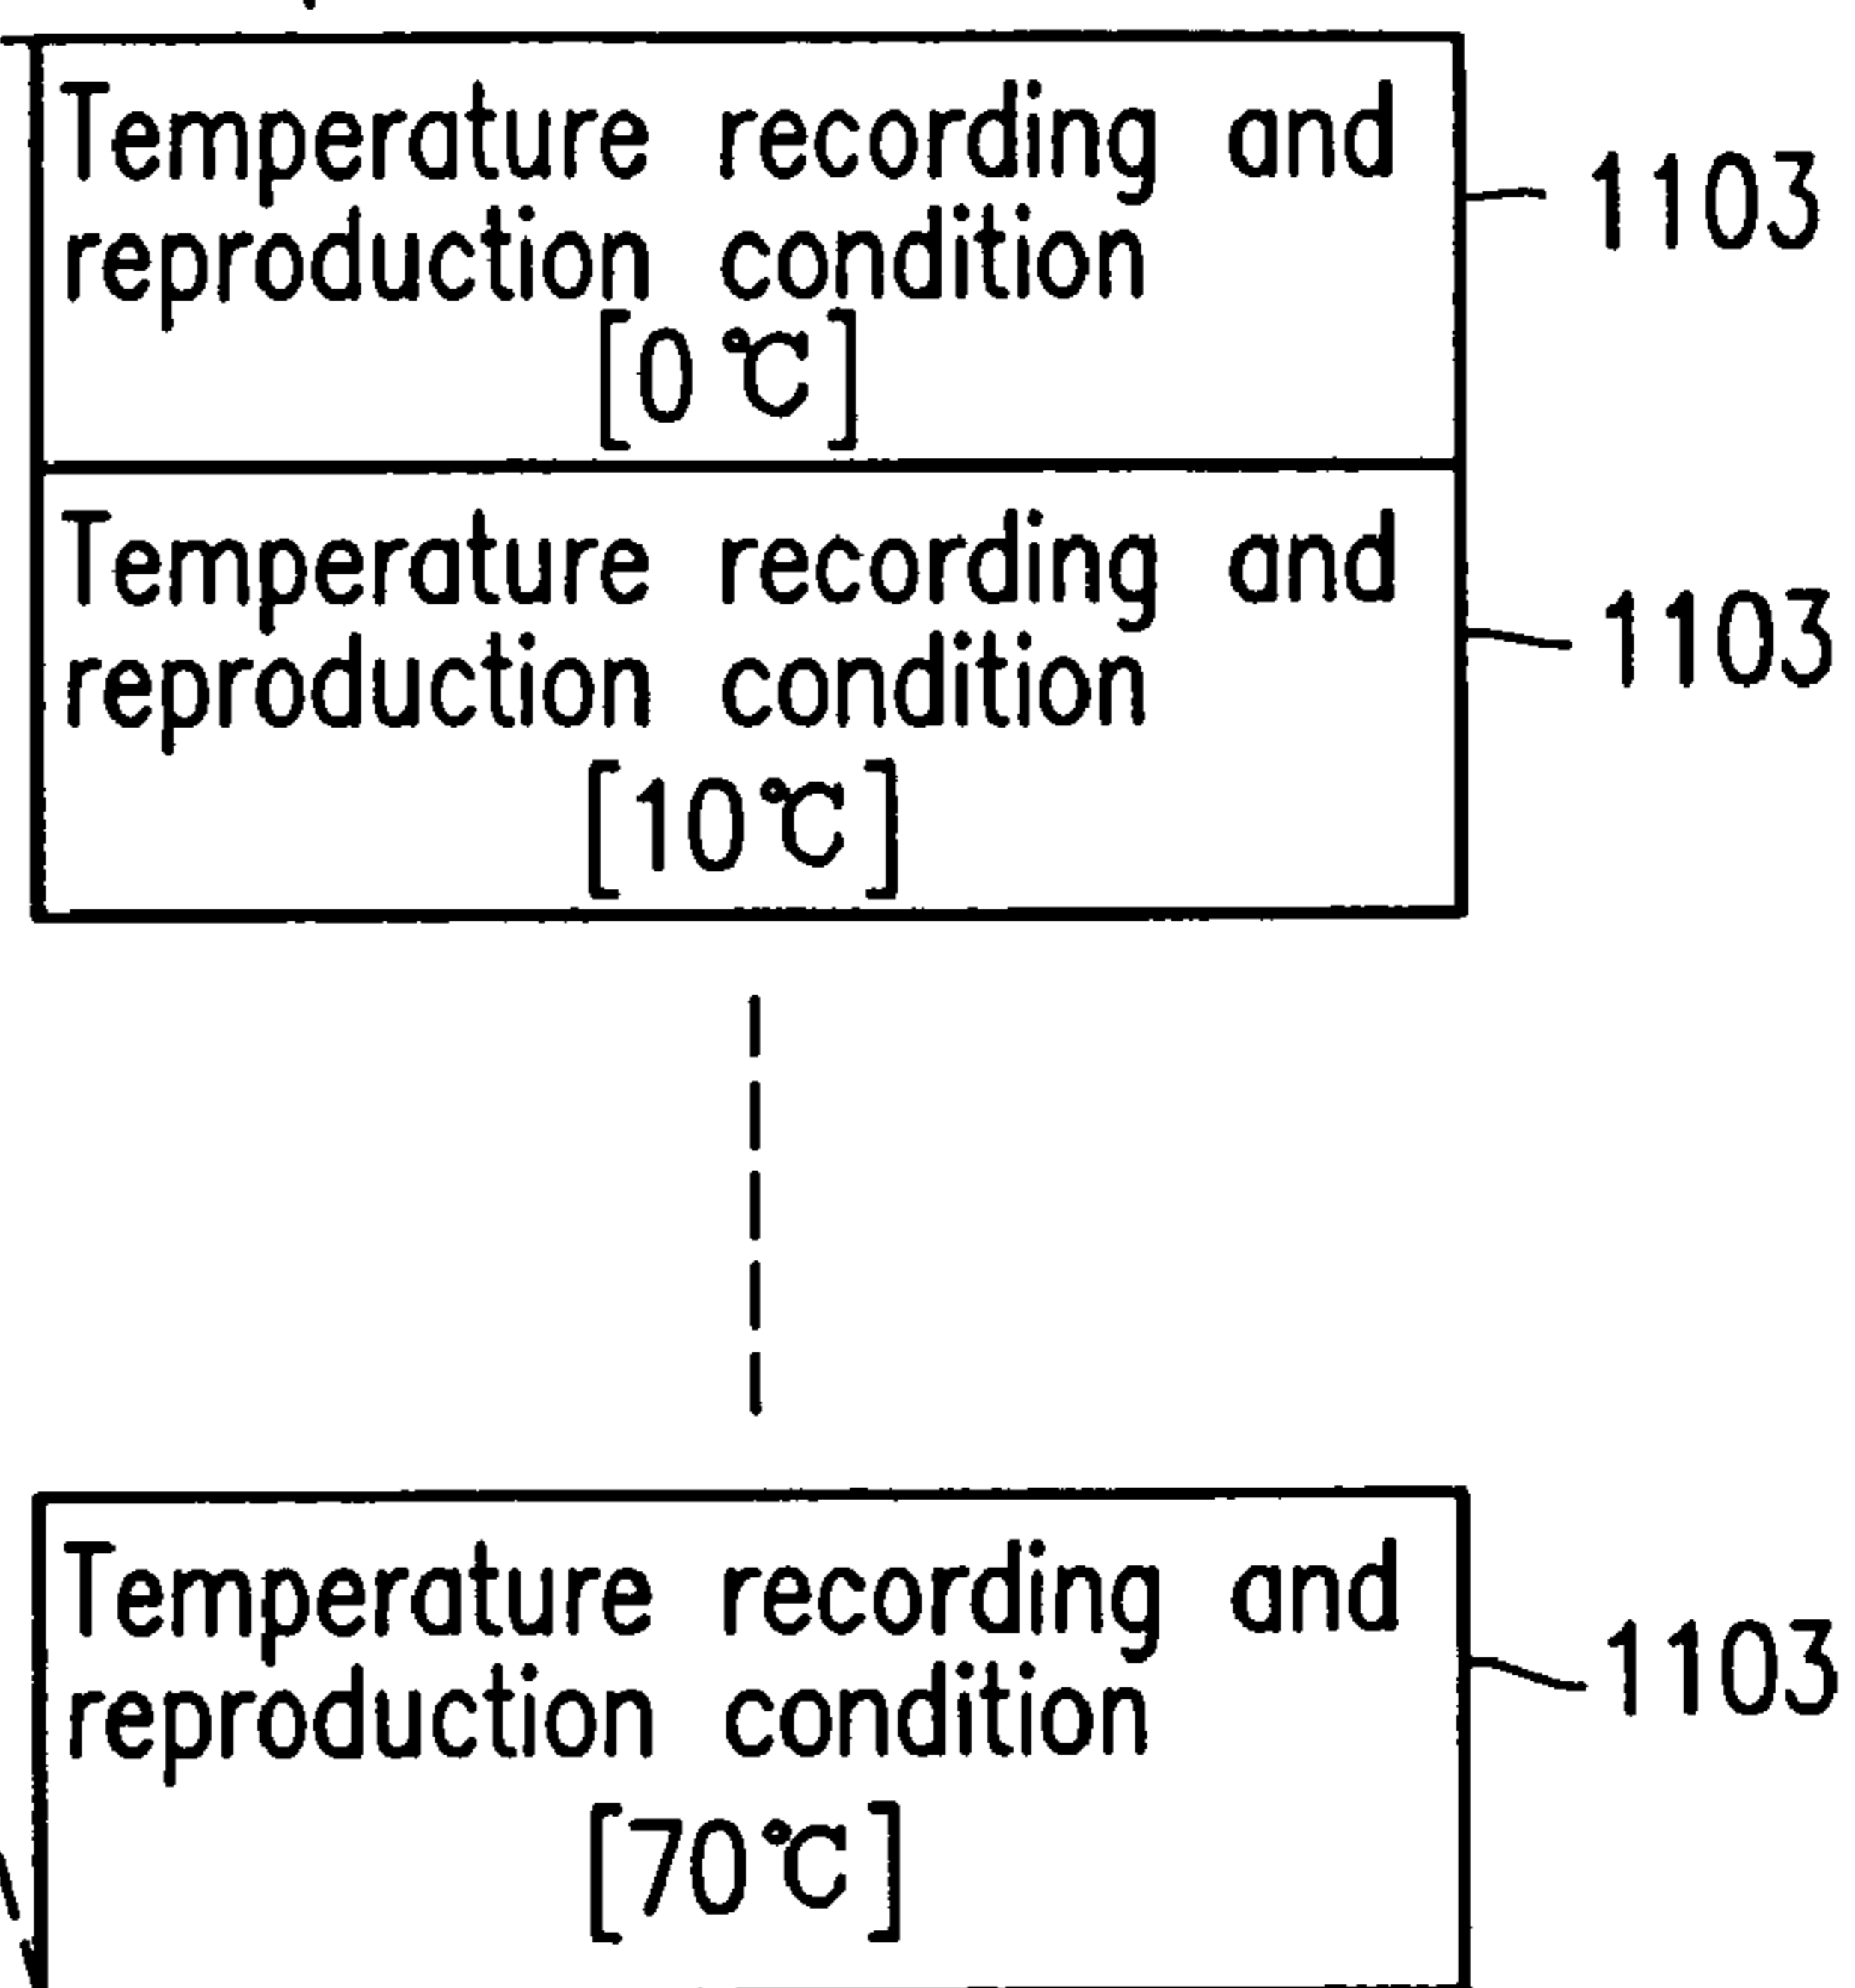 Temperature recording and
reproduction condition
[0 ℃]
1103
Temperature recording and
reproduction condition
[10℃]
1103
Temperature recording and
reproduction condition
[70℃]
1103